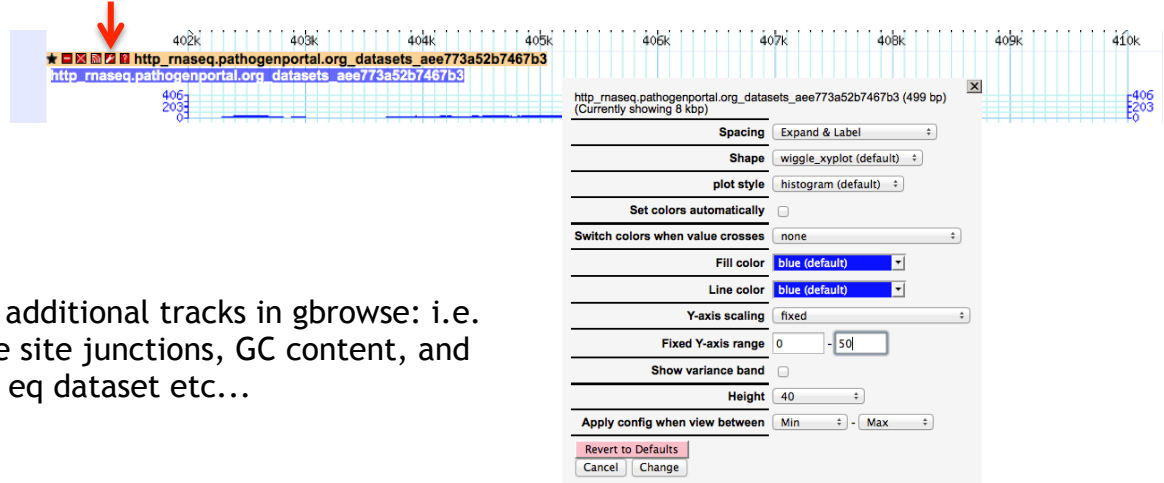 402k 403k 404k 405k 406k 407k 408k 409k 410k
http_rnaseq.pathogenportal.org_datasets_aee773a52b7467b3
http_rnaseq.pathogenportal.org_datasets_aee773a52b7467b3
406 406
203 203
0 0
http_rnaseq.pathogenportal.org_datasets_aee773a52b7467b3 (499 bp)
(Currently showing 8 kbp)
Spacing Expand & Label
Shape wiggle_xyplot (default)
plot style histogram (default)
Set colors automatically
Switch colors when value crosses none
Fill color blue (default)
Line color blue (default)
Y-axis scaling fixed
Fixed Y-axis range 0 - 50
Show variance band
Height 40
Apply config when view between Min - Max
Revert to Defaults
Cancel Change
additional tracks in gbrowse: i.e.
e site junctions, GC content, and
eq dataset etc...